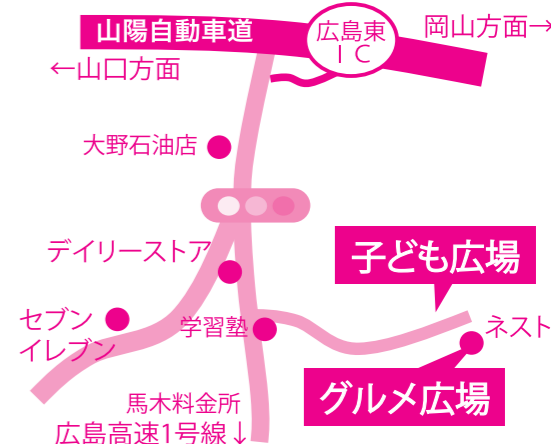 山陽自動車道
広島東
ＩＣ
岡山方面→
←山口方面
大野石油店
デイリーストア
子ども広場
セブン
イレブン
学習塾
ネスト
グルメ広場
馬木料金所
広島高速1号線↓